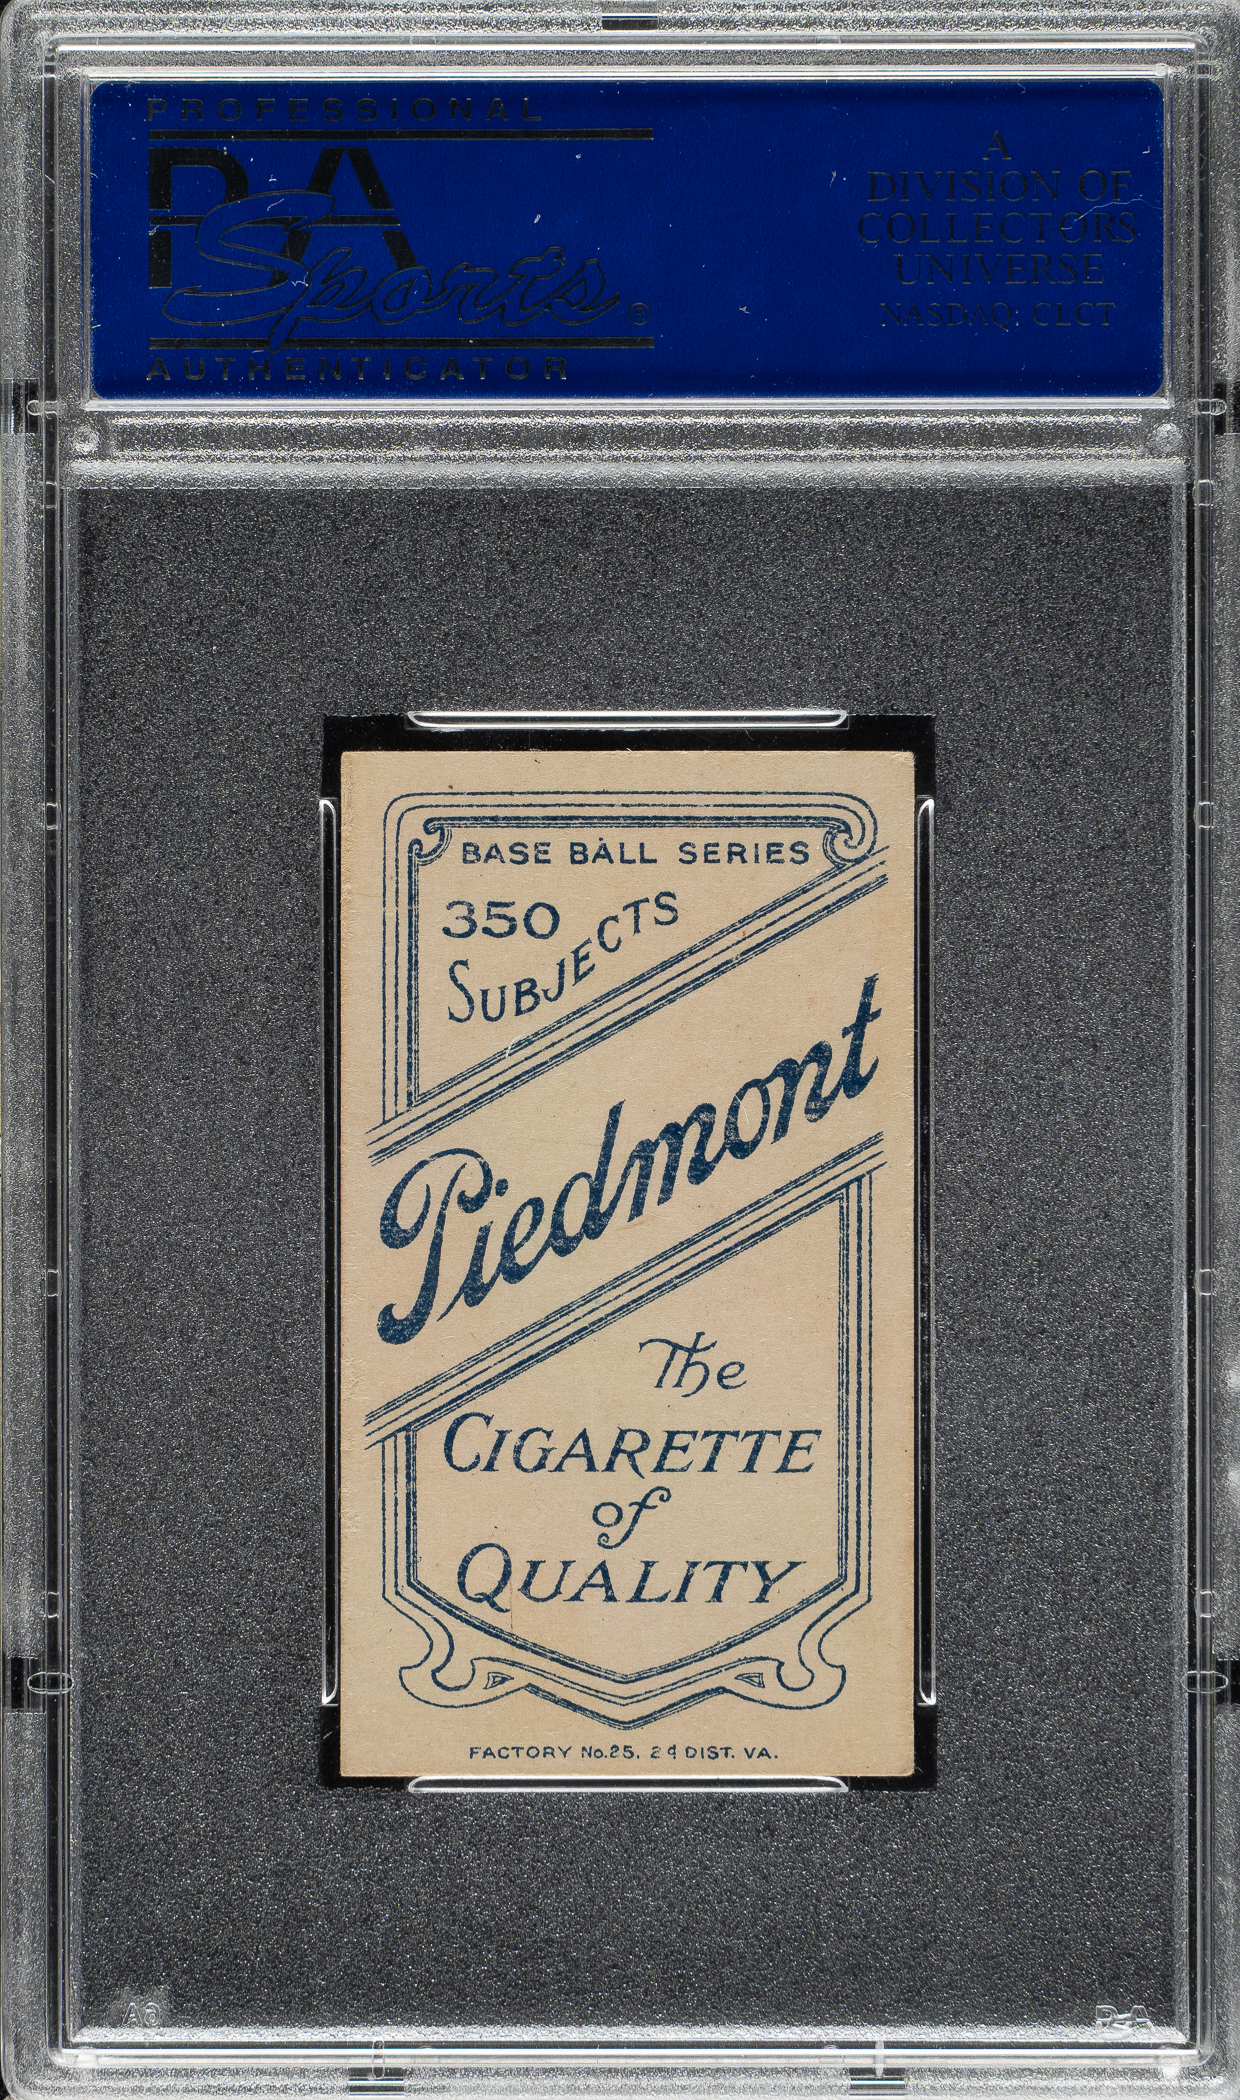 PROFESSIONAL
PSA
Sports®
AUTHENTICATOR
A
DIVISION OF
COLLECTORS
UNIVERSE
NASDAQ: CLCT
BASE BALL SERIES
350
SUBJECTS
Piedmont
The
CIGARETTE
of
QUALITY
FACTORY No.25. 2d DIST. VA.
PSA